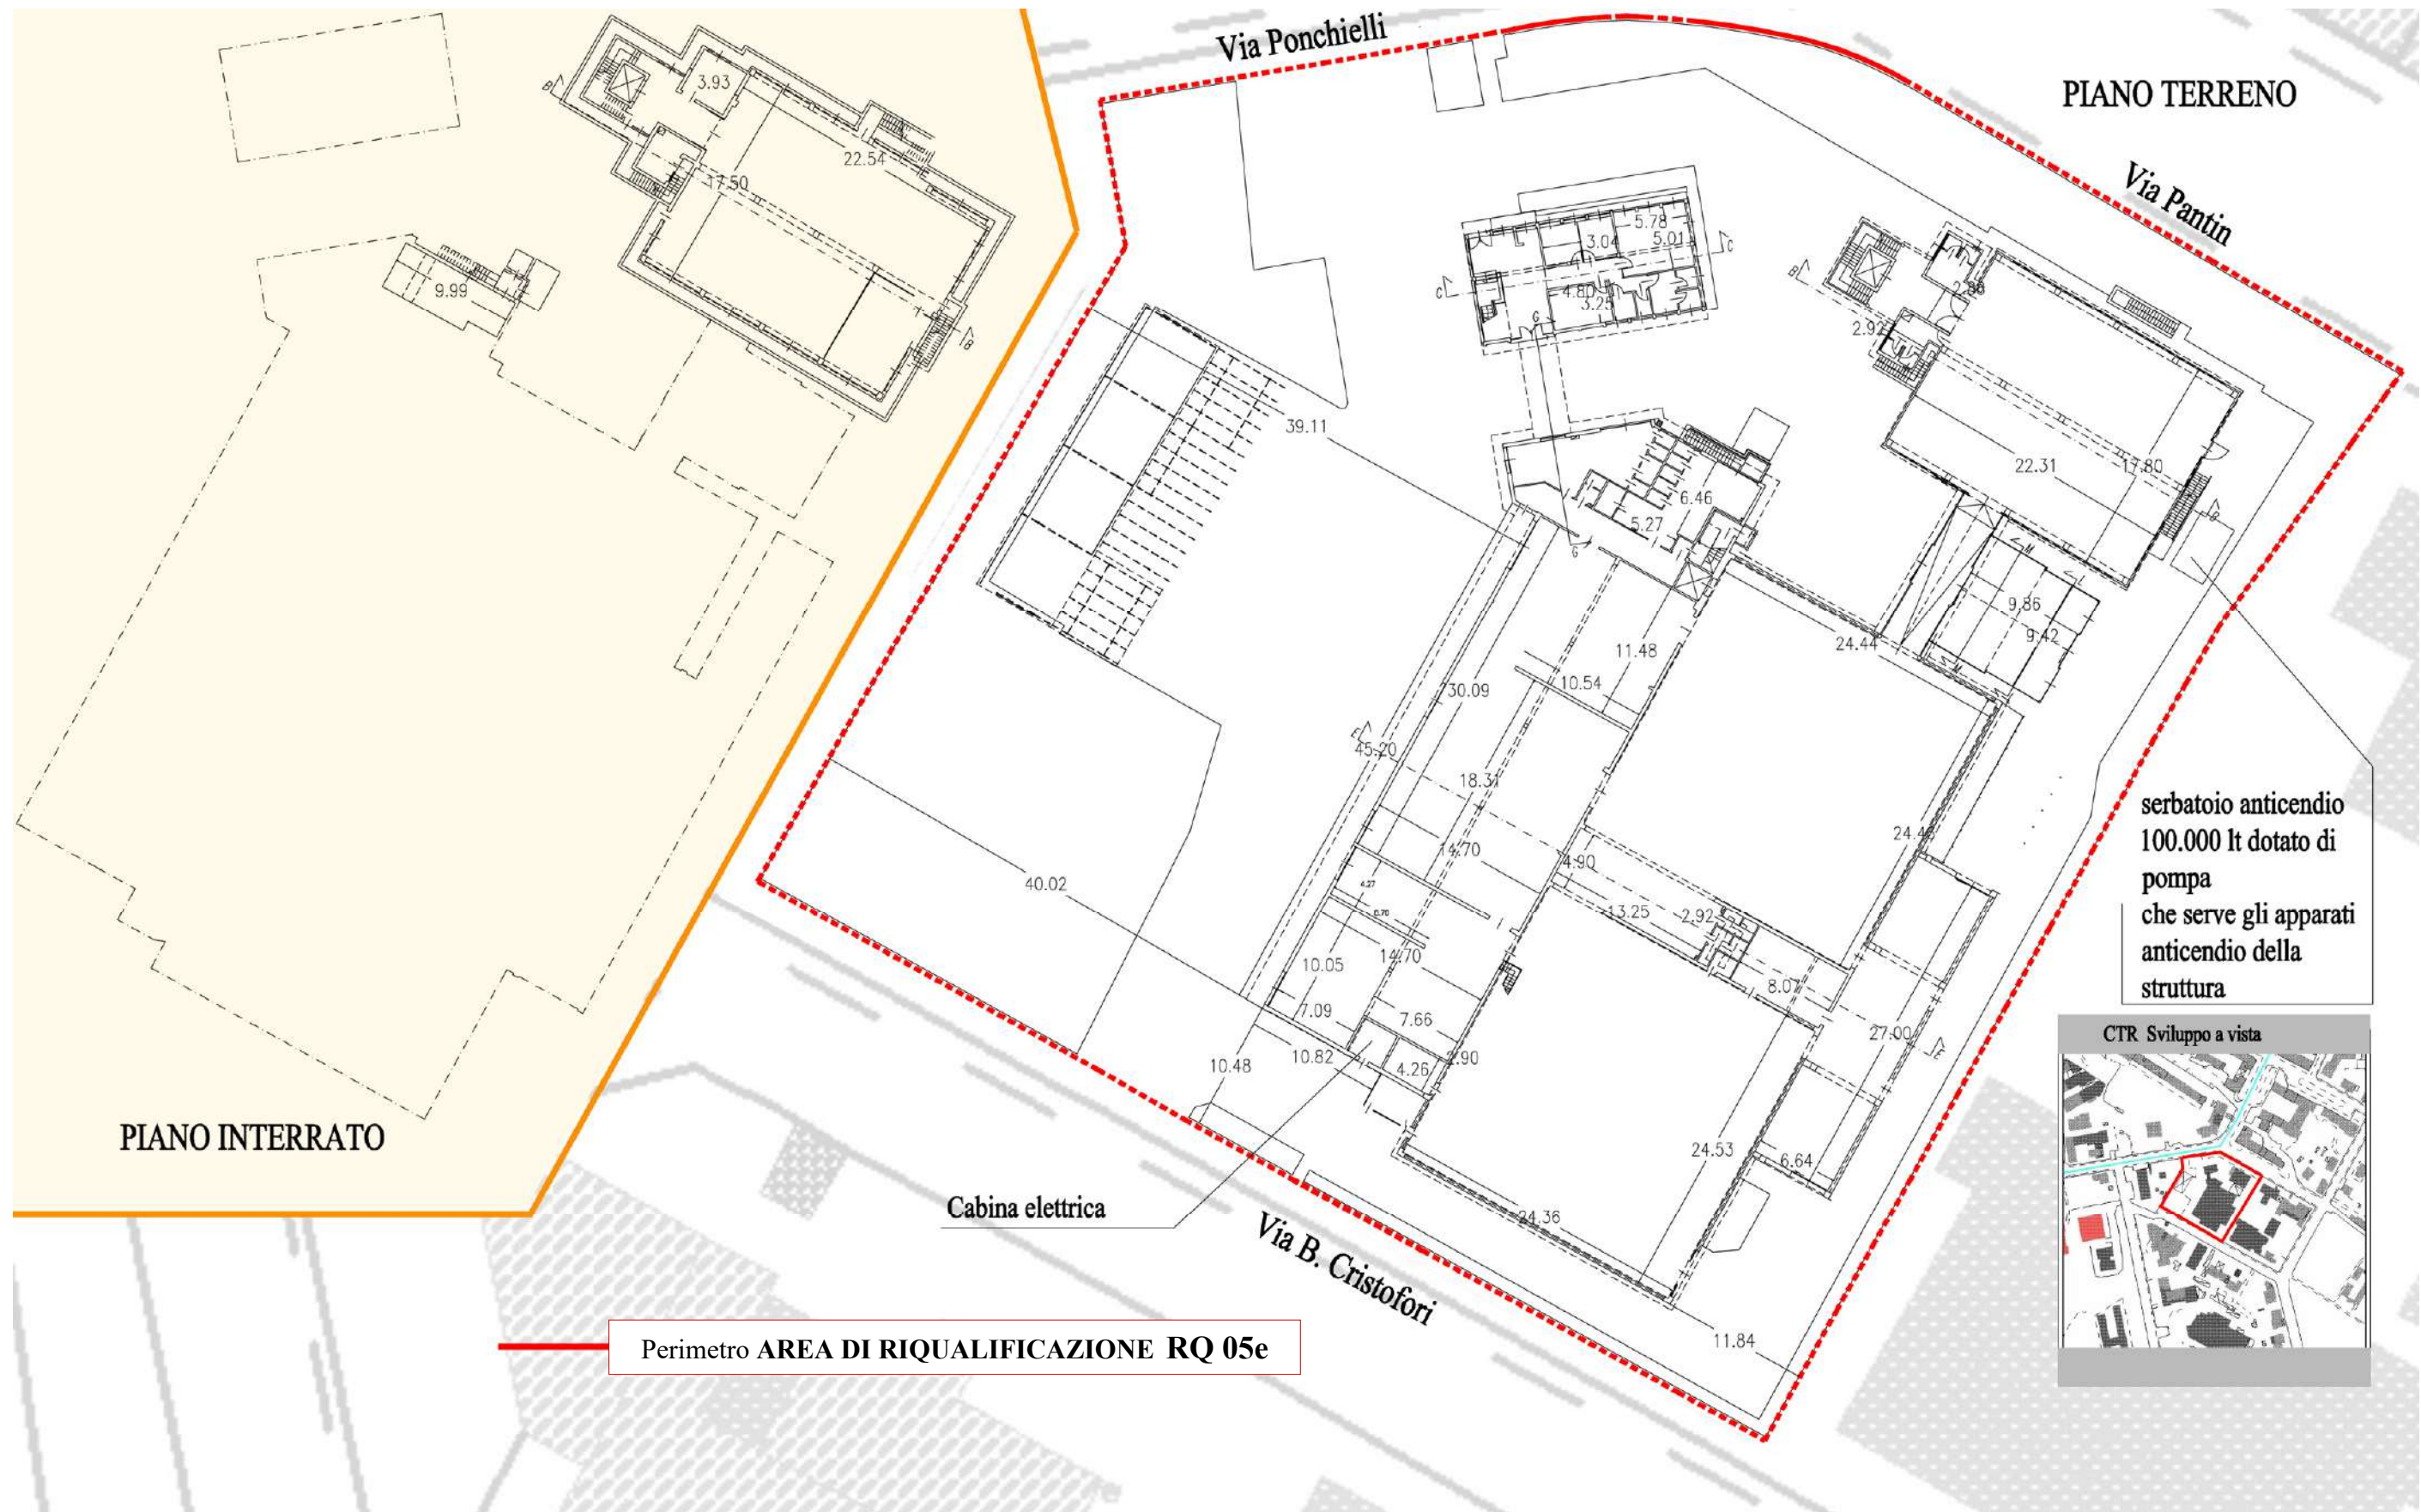 Via Ponchielli
PIANO TERRENO
Via Pantin
3.93
22.54
17.50
9.99
5.78
3.04
5.01
4.80
3.25
2.92
39.11
22.31
17.80
6.46
5.27
9.86
9.42
24.44
11.48
10.54
30.09
45.20
18.31
14.70
4.90
40.02
4.27
13.25
2.92
14.70
10.05
8.07
7.09
7.66
27.00
10.82
10.48
4.26
2.90
24.53
6.64
24.36
11.84
B
B
C
C
B
B
G
G
E
E
serbatoio anticendio
100.000 lt dotato di
pompa
che serve gli apparati
anticendio della
struttura
CTR Sviluppo a vista
PIANO INTERRATO
Cabina elettrica
Via B. Cristofori
Perimetro AREA DI RIQUALIFICAZIONE RQ 05e